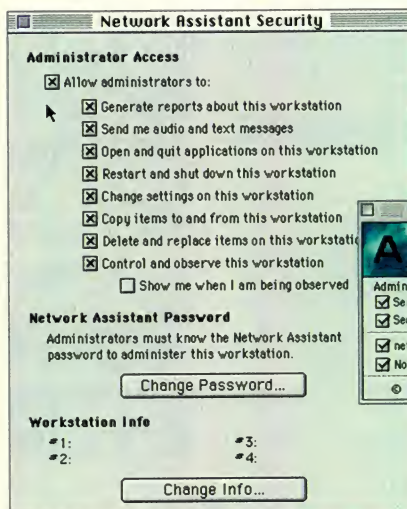 Network Assistant Security
Administrator Access
Allow administrators to:
Generate reports about this workstation
Send me audio and text messages
Open and quit applications on this workstation
Restart and shut down this workstation
Change settings on this workstation
Copy items to and from this workstation
Delete and replace items on this workstati
Control and observe this workstation
Show me when I am being observed
Network Assistant Password
Administrators must know the Network Assistant
password to administer this workstation.
Change Password...
Workstation Info
#1: #3:
#2: #4:
Change Info...
A
Admin
Se
Se
ne
No
©